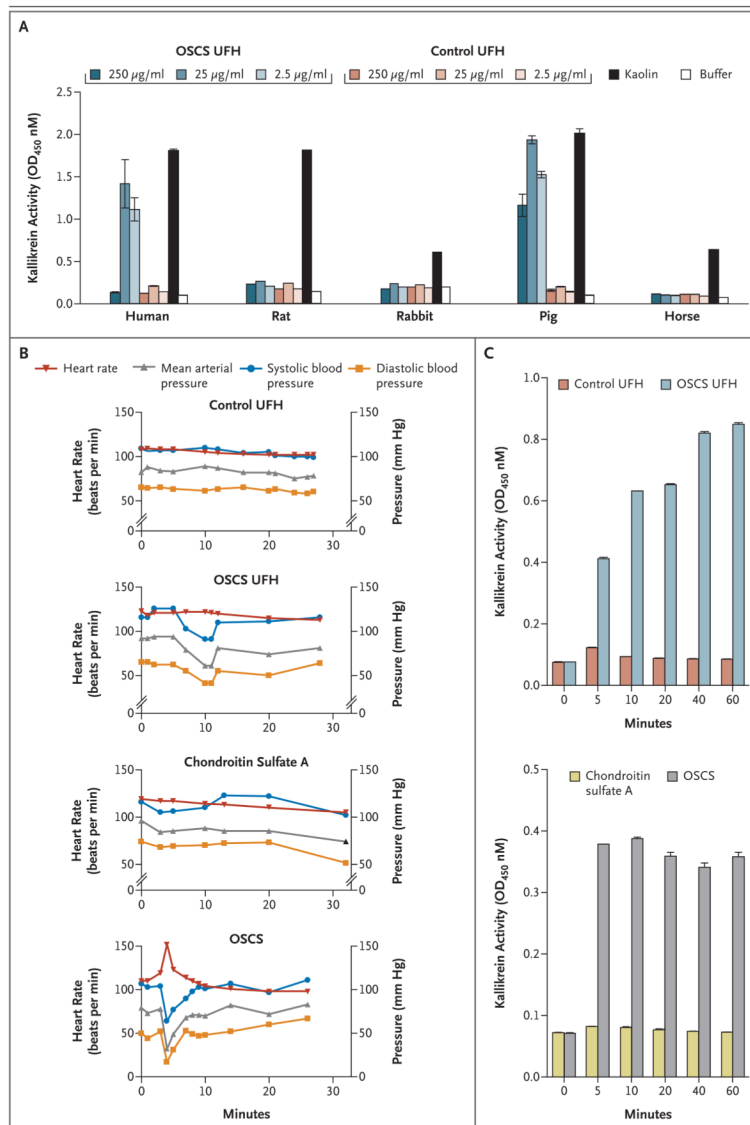 A
OSCS UFH Control UFH
250 µg/ml 25 µg/ml 2.5 µg/ml 250 µg/ml 25 µg/ml 2.5 µg/ml Kaolin Buffer
Kallikrein Activity (OD450 nM)
2.5
2.0
1.5
1.0
0.5
0.0
Human Rat Rabbit Pig Horse
B
Heart rate Mean arterial pressure Systolic blood pressure Diastolic blood pressure
Control UFH
Heart Rate (beats per min)
150
100
50
0
Pressure (mm Hg)
150
100
50
0
0 10 20 30
OSCS UFH
Heart Rate (beats per min)
150
100
50
0
Pressure (mm Hg)
150
100
50
0
0 10 20 30
Chondroitin Sulfate A
Heart Rate (beats per min)
150
100
50
0
Pressure (mm Hg)
150
100
50
0
0 10 20 30
OSCS
Heart Rate (beats per min)
150
100
50
0
Pressure (mm Hg)
150
100
50
0
0 10 20 30
Minutes
C
Control UFH OSCS UFH
Kallikrein Activity (OD450 nM)
1.0
0.8
0.6
0.4
0.2
0.0
0 5 10 20 40 60
Minutes
Chondroitin sulfate A OSCS
Kallikrein Activity (OD450 nM)
0.5
0.4
0.3
0.2
0.1
0.0
0 5 10 20 40 60
Minutes